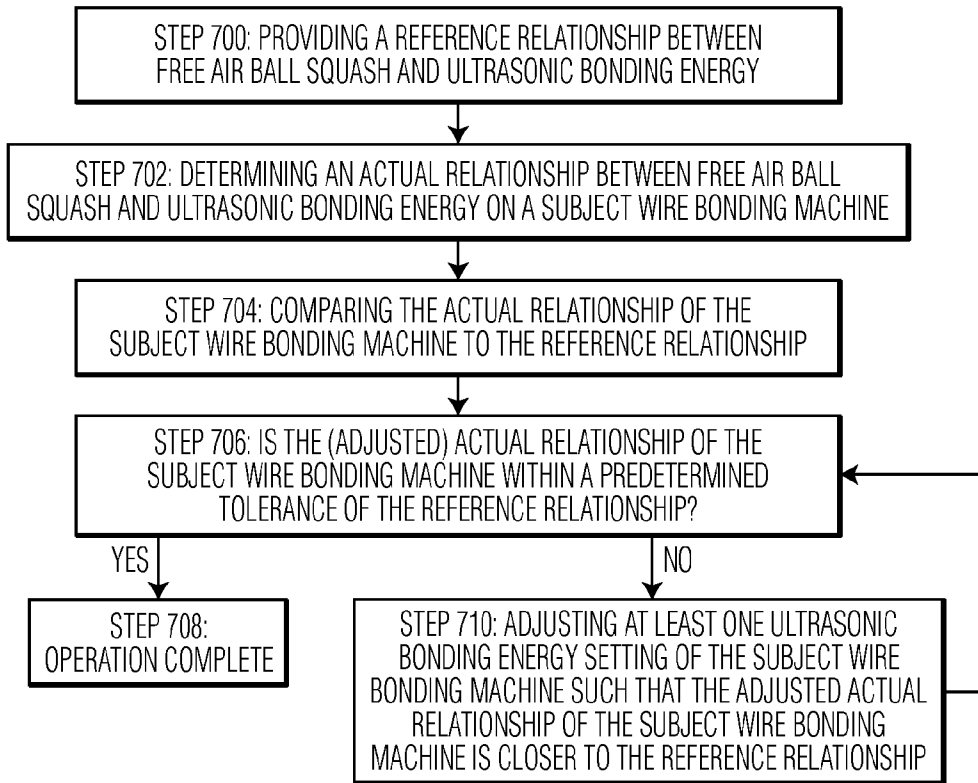 STEP 700: PROVIDING A REFERENCE RELATIONSHIP BETWEEN
FREE AIR BALL SQUASH AND ULTRASONIC BONDING ENERGY
STEP 702: DETERMINING AN ACTUAL RELATIONSHIP BETWEEN FREE AIR BALL
SQUASH AND ULTRASONIC BONDING ENERGY ON A SUBJECT WIRE BONDING MACHINE
STEP 704: COMPARING THE ACTUAL RELATIONSHIP OF THE
SUBJECT WIRE BONDING MACHINE TO THE REFERENCE RELATIONSHIP
STEP 706: IS THE (ADJUSTED) ACTUAL RELATIONSHIP OF THE
SUBJECT WIRE BONDING MACHINE WITHIN A PREDETERMINED
TOLERANCE OF THE REFERENCE RELATIONSHIP?
YES
NO
STEP 708:
OPERATION COMPLETE
STEP 710: ADJUSTING AT LEAST ONE ULTRASONIC
BONDING ENERGY SETTING OF THE SUBJECT WIRE
BONDING MACHINE SUCH THAT THE ADJUSTED ACTUAL
RELATIONSHIP OF THE SUBJECT WIRE BONDING
MACHINE IS CLOSER TO THE REFERENCE RELATIONSHIP